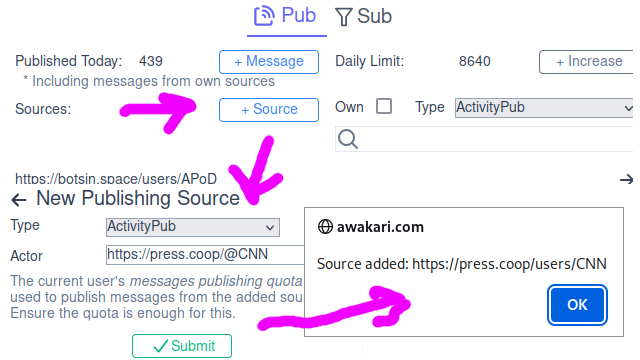 Pub Sub
Published Today: 439 + Message Daily Limit: 8640 + Increase
* Including messages from own sources
Sources: + Source Own Type ActivityPub
https://botsin.space/users/APoD
New Publishing Source
Type ActivityPub
awakari.com
Actor https://press.coop/@CNN
Source added: https://press.coop/users/CNN
The current user's messages publishing quota
used to publish messages from the added sou
Ensure the quota is enough for this.
OK
Submit